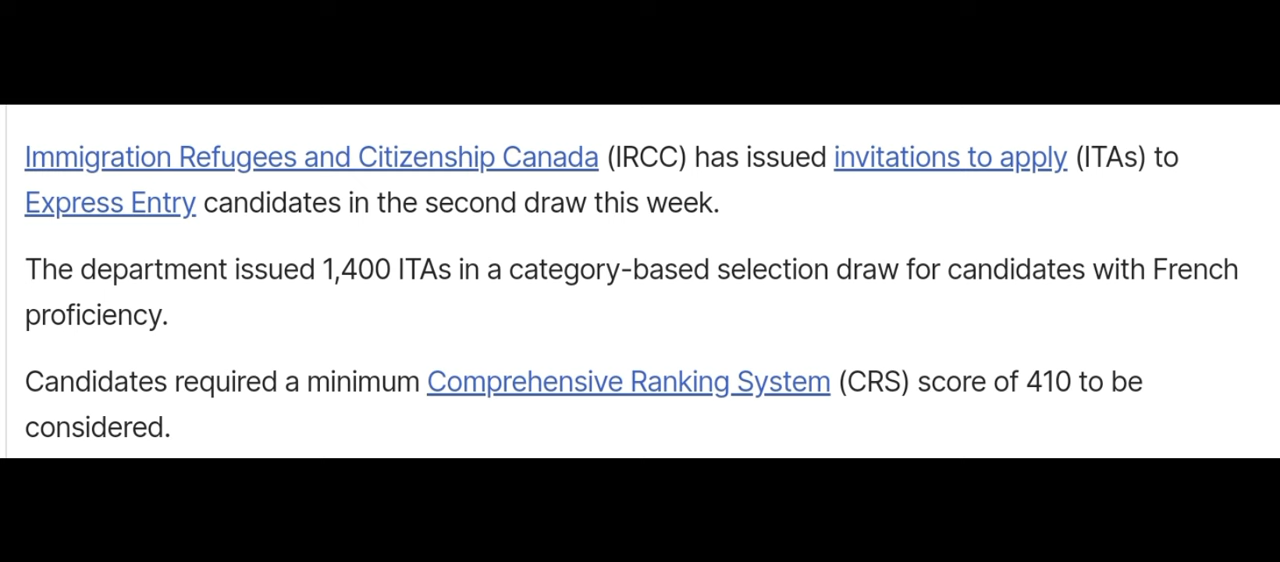 Immigration Refugees and Citizenship Canada (IRCC) has issued invitations to apply (ITAs) to
Express Entry candidates in the second draw this week.
The department issued 1,400 ITAs in a category-based selection draw for candidates with French
proficiency.
Candidates required a minimum Comprehensive Ranking System (CRS) score of 410 to be
considered.